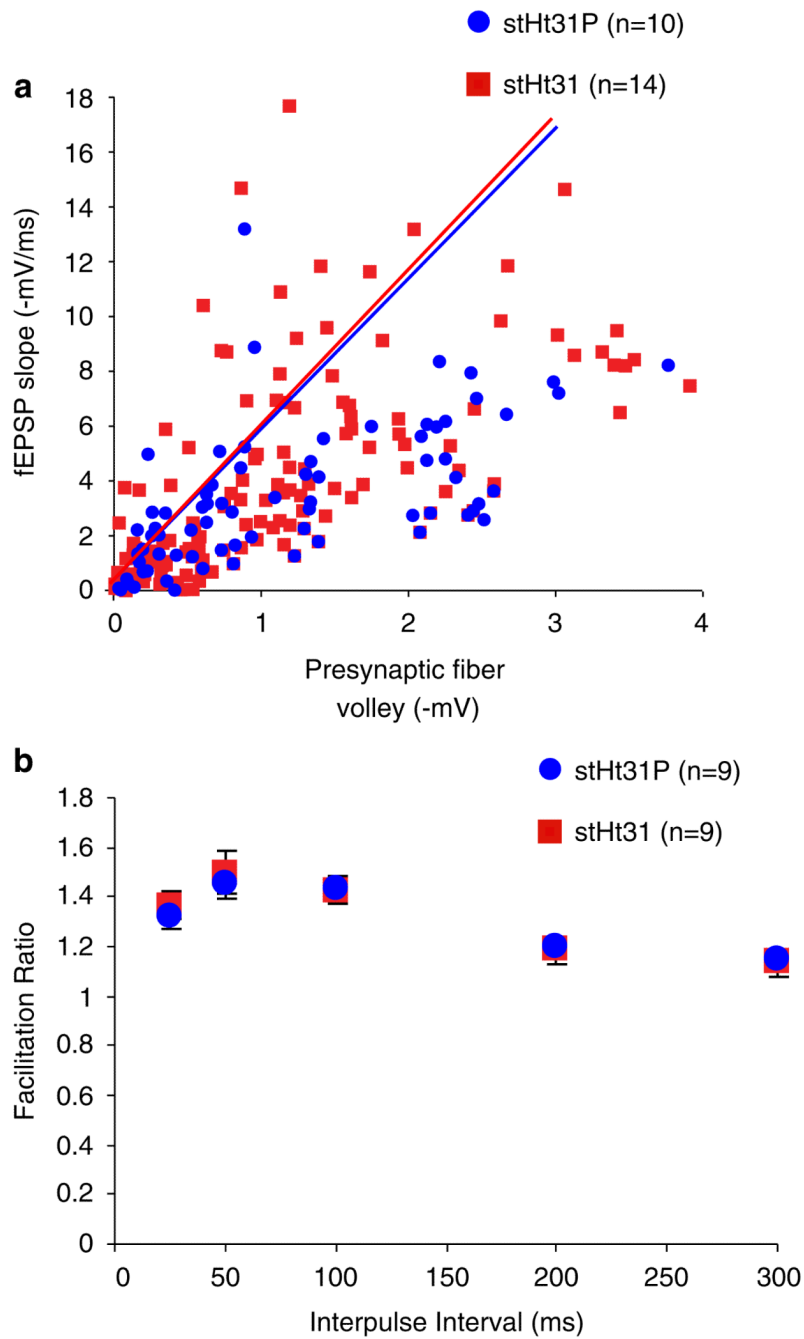 stHt31P (n=10)
a
stHt31 (n=14)
18
16
14
12
10
8
6
4
2
0
fEPSP slope (-mV/ms)
0 1 2 3 4
Presynaptic fiber
volley (-mV)
b
stHt31P (n=9)
stHt31 (n=9)
1.8
1.6
1.4
1.2
1
0.8
0.6
0.4
0.2
0
Facilitation Ratio
0 50 100 150 200 250 300
Interpulse Interval (ms)